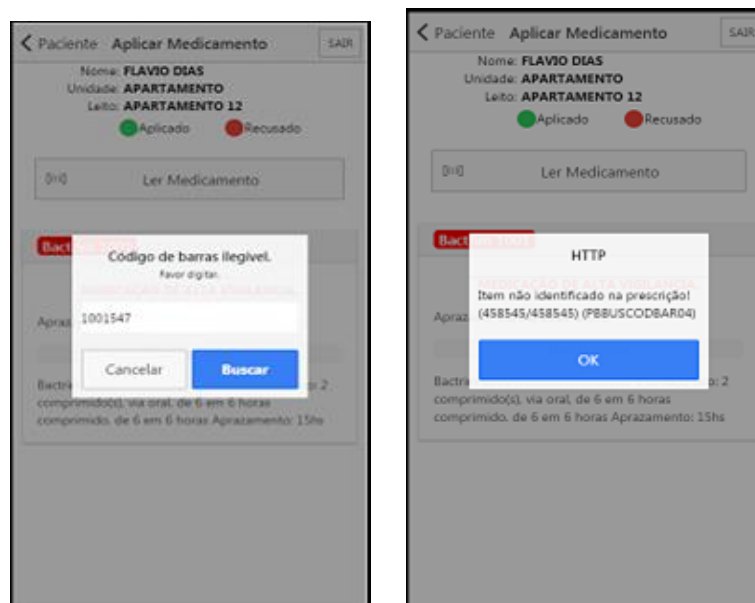 Paciente Aplicar Medicamento SAIR
Nome: FLAVIO DIAS
Unidade: APARTAMENTO
Leito: APARTAMENTO 12
Aplicado Recusado
Ler Medicamento
Código de barras ilegível.
Favor digitar.
1001547
Cancelar Buscar
comprimido(s), via oral, de 6 em 6 horas
comprimido, de 6 em 6 horas Aprazamento: 15hs
Paciente Aplicar Medicamento SAIR
Nome: FLAVIO DIAS
Unidade: APARTAMENTO
Leito: APARTAMENTO 12
Aplicado Recusado
Ler Medicamento
HTTP
MEDICAÇÃO DE ALTA VIGILANCIA
Item não identificado na prescrição!
(458545/458545) (PBBUSCODBAR04)
OK
comprimido(s), via oral, de 6 em 6 horas
comprimido, de 6 em 6 horas Aprazamento: 15hs